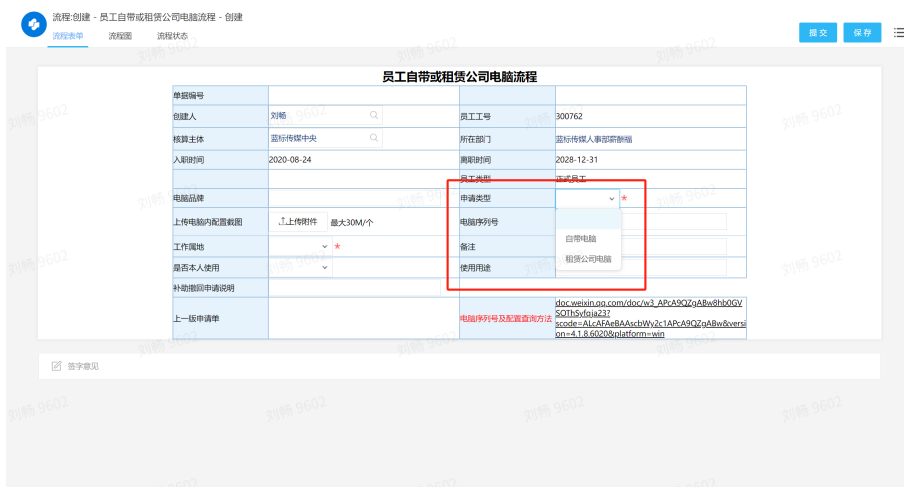 流程:创建 - 员工自带或租赁公司电脑流程 - 创建
流程表单 流程图 流程状态
提交 保存
员工自带或租赁公司电脑流程
单据编号
创建人 刘畅 员工工号 300762
核算主体 蓝标传媒中央 所在部门 蓝标传媒人事部薪酬福
入职时间 2020-08-24 离职时间 2028-12-31
员工类型 正式员工
电脑品牌 申请类型 *
上传电脑内配置截图 上传附件 最大30M/个 电脑序列号
自带电脑
工作属地 * 备注
租赁公司电脑
是否本人使用 使用用途
补助撤回申请说明
上一版申请单 电脑序列号及配置查询方法
doc.weixin.qq.com/doc/w3_APcA9QZgABw8hb0GV
SOThSyfqja23?
scode=ALcAFAeBAAscbWy2c1APcA9QZgABw&versi
on=4.1.8.6020&platform=win
签字意见
刘畅 9602